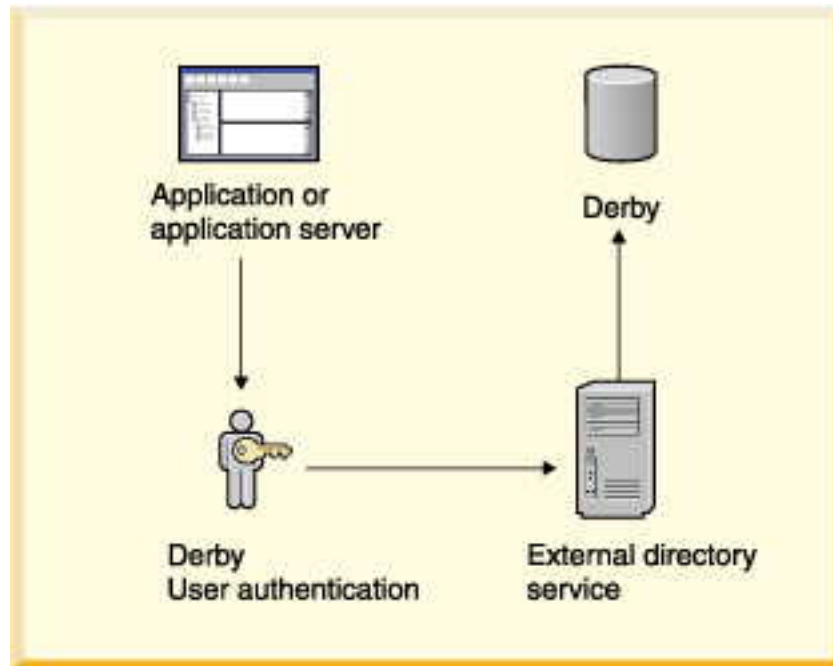 Application or
application server
Derby
Derby
User authentication
External directory
service